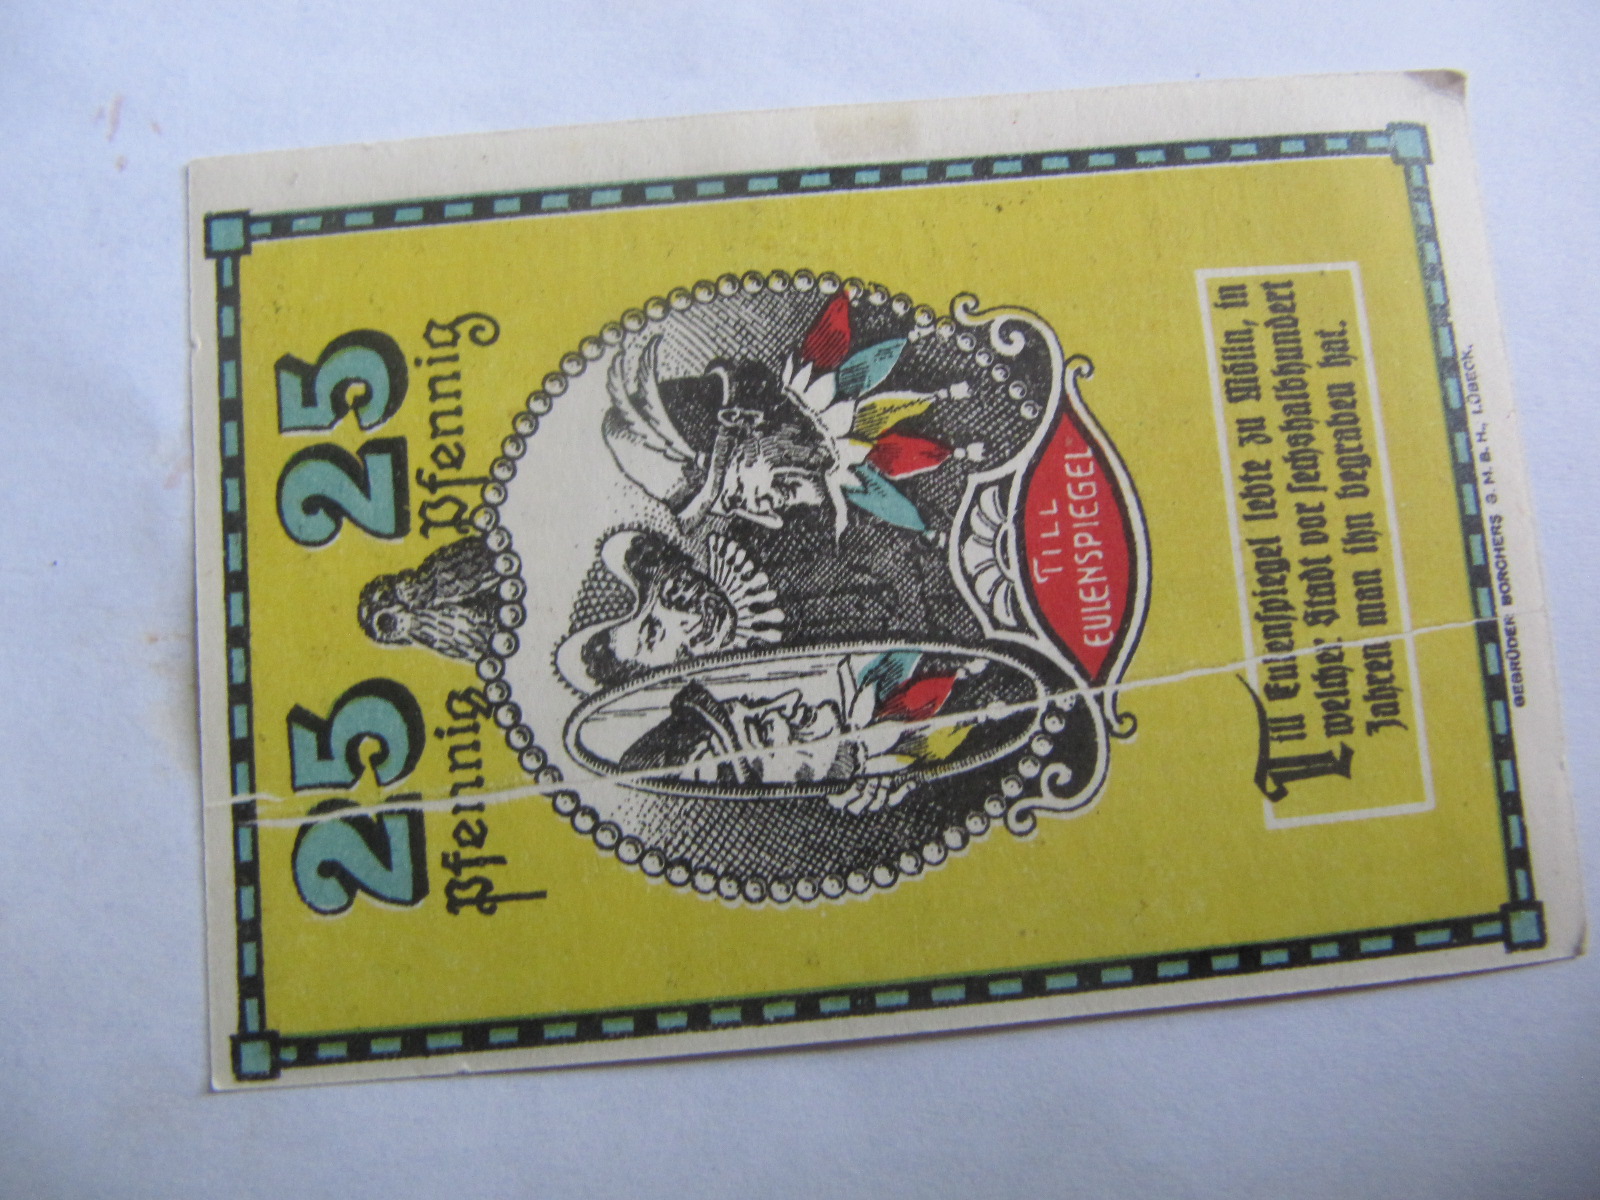 25 25
Pfennig Pfennig
TILL
EULENSPIEGEL
Till Eulenspiegel lebte zu Mölln, in
welcher Stadt vor sechshalbhundert
Jahren man ihn begraben hat.
GEBRÜDER BORCHERS G. M. B. H., LÜBECK.